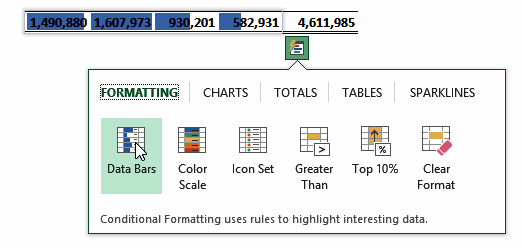 1,490,880 1,607,973 930,201 582,931 4,611,985
FORMATTING CHARTS TOTALS TABLES SPARKLINES
Data Bars Color Scale Icon Set Greater Than Top 10% Clear Format
Conditional Formatting uses rules to highlight interesting data.